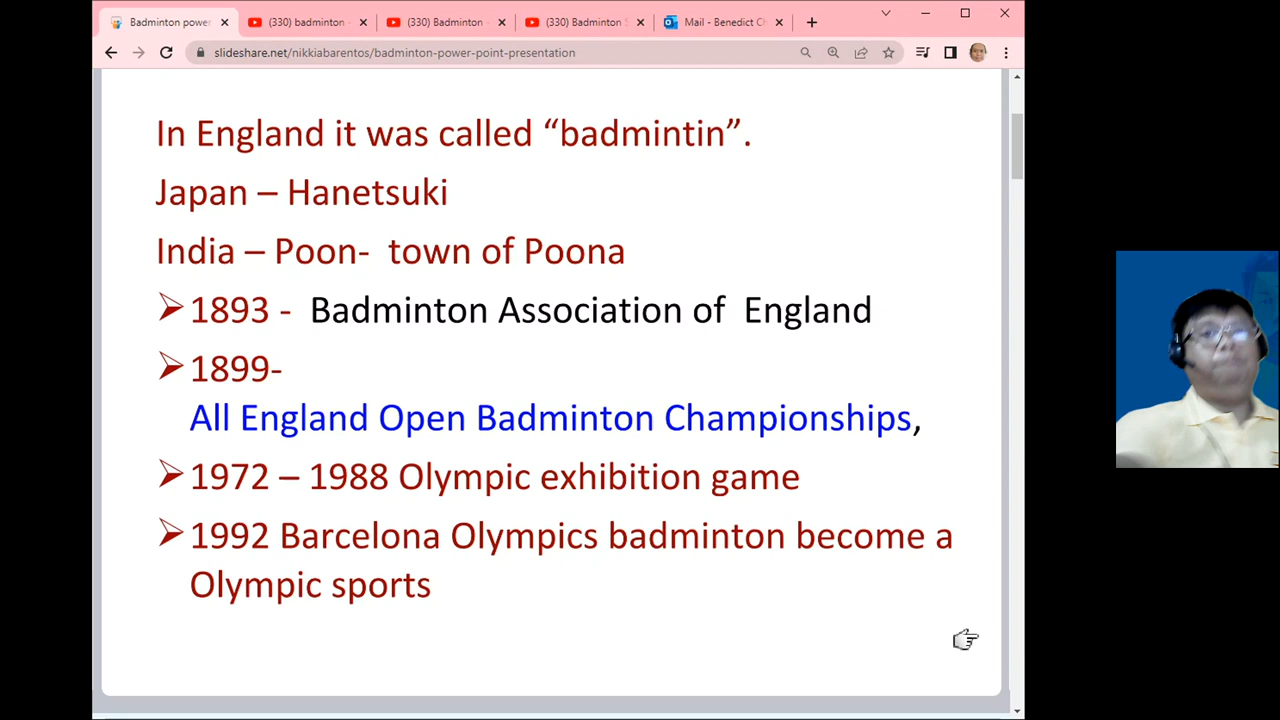 Badminton powe
(330) badminton -
(330) Badminton -
(330) Badminton S
Mail - Benedict Ch
slideshare.net/nikkiabarentos/badminton-power-point-presentation
In England it was called “badmintin”.
Japan – Hanetsuki
India – Poon-  town of Poona
➢1893 -  Badminton Association of  England
➢1899-
All England Open Badminton Championships,
➢1972 – 1988 Olympic exhibition game
➢1992 Barcelona Olympics badminton become a
Olympic sports